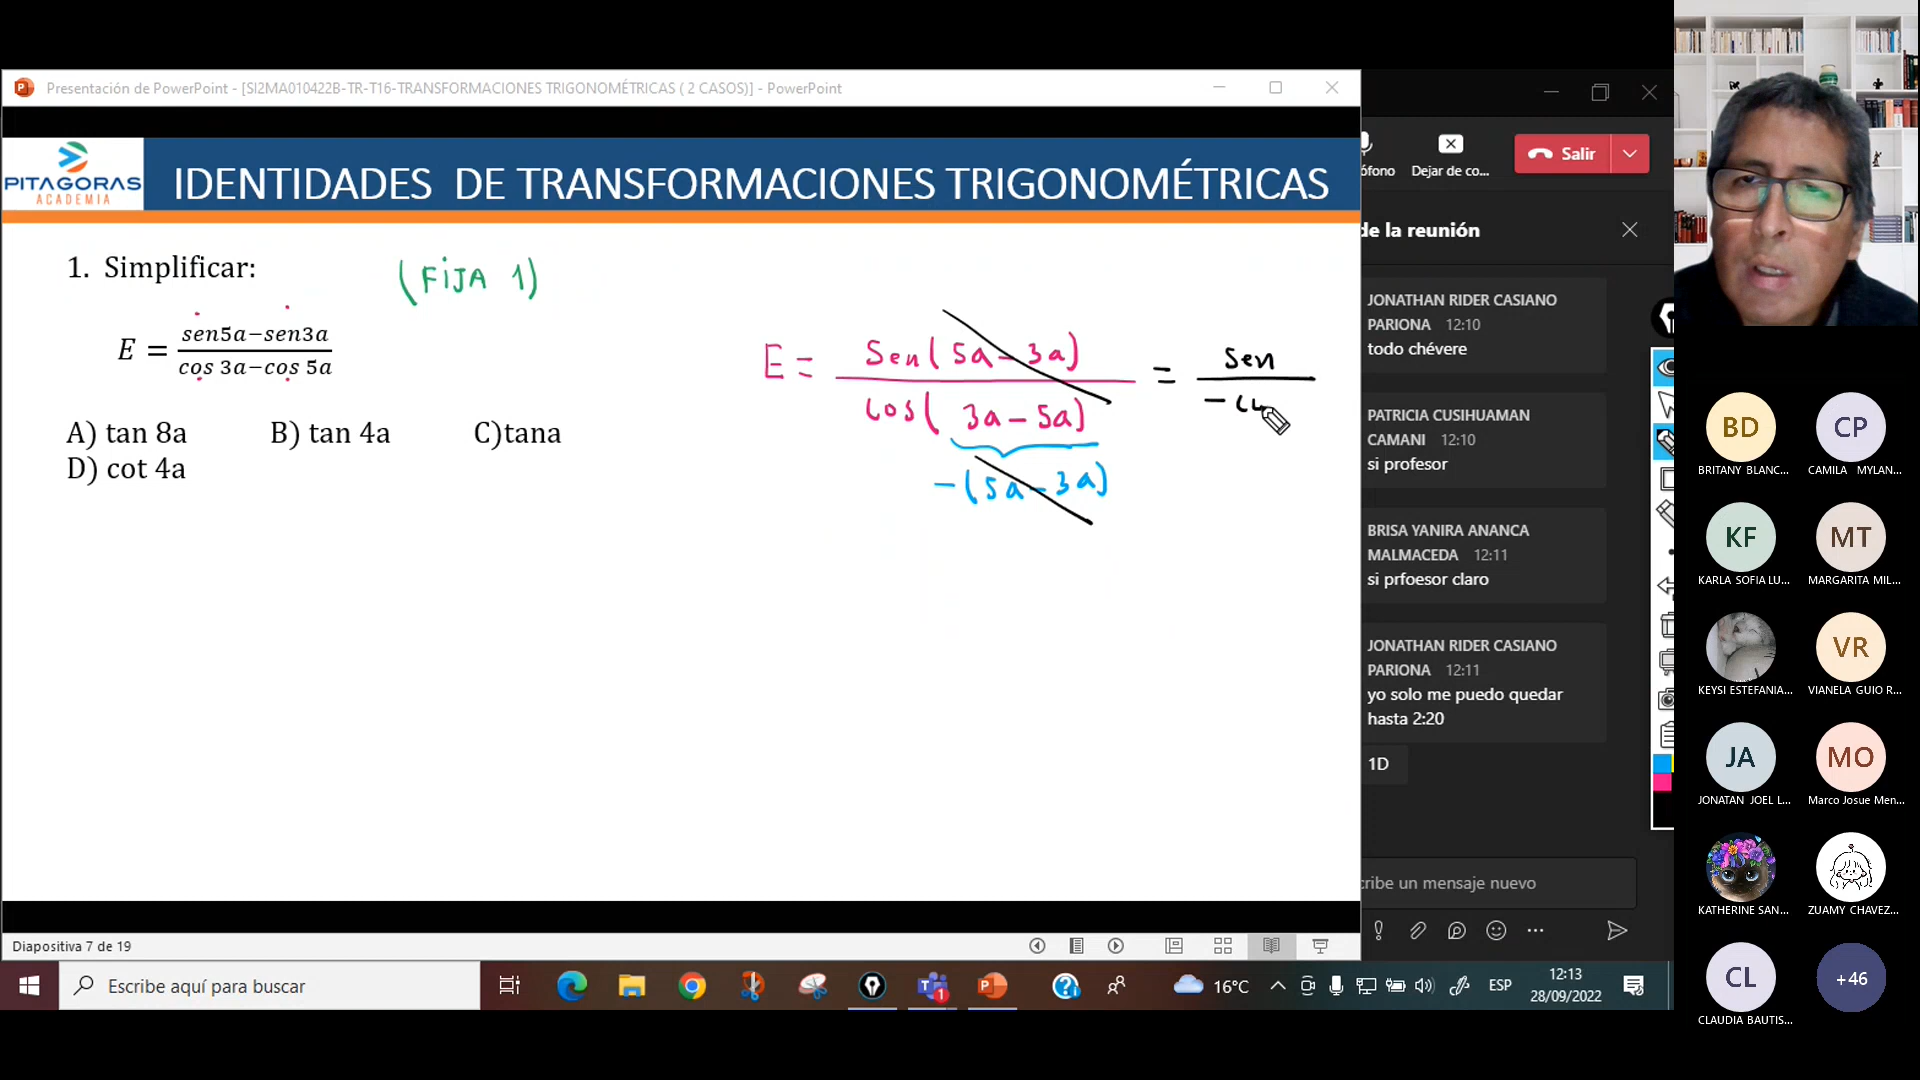 Presentación de PowerPoint - [SI2MA010422B-TR-T16-TRANSFORMACIONES TRIGONOMÉTRICAS ( 2 CASOS)] - PowerPoint
PITAGORAS
ACADEMIA
IDENTIDADES DE TRANSFORMACIONES TRIGONOMÉTRICAS
1. Simplificar:
(FIJA 1)
E = sen5a−sen3a
cos 3a−cos 5a
A) tan 8a B) tan 4a C)tana
D) cot 4a
E = Sen(5a-3a)
cos(3a-5a)
-(5a-3a)
= Sen
-
Diapositiva 7 de 19
ófono
Dejar de co...
Salir
de la reunión
JONATHAN RIDER CASIANO
PARIONA 12:10
todo chévere
PATRICIA CUSIHUAMAN
CAMANI 12:10
si profesor
BRISA YANIRA ANANCA
MALMACEDA 12:11
si prfoesor claro
JONATHAN RIDER CASIANO
PARIONA 12:11
yo solo me puedo quedar
hasta 2:20
1D
cribe un mensaje nuevo
BD CP
BRITANY BLANC... CAMILA MYLAN...
KF MT
KARLA SOFIA LU... MARGARITA MIL...
VR
KEYSI ESTEFANIA... VIANELA GUIO R...
JA MO
JONATAN JOEL L... Marco Josue Men...
KATHERINE SAN... ZUAMY CHAVEZ...
CL +46
CLAUDIA BAUTIS...
Escribe aquí para buscar
1
16°C
ESP
12:13
28/09/2022